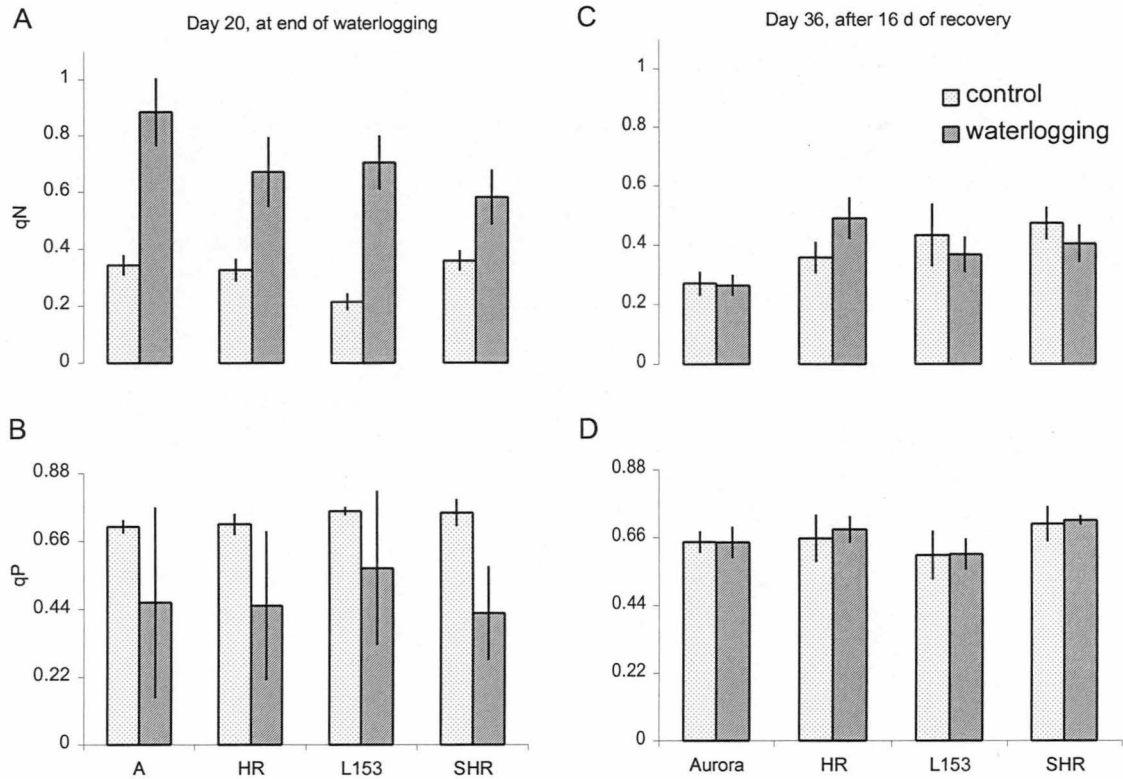 A
Day 20, at end of waterlogging
1
0.8
0.6
0.4
0.2
0
qN
B
0.88
0.66
0.44
0.22
0
qP
A HR L153 SHR
C
Day 36, after 16 d of recovery
1
0.8
0.6
0.4
0.2
0
control
waterlogging
D
0.88
0.66
0.44
0.22
0
Aurora HR L153 SHR